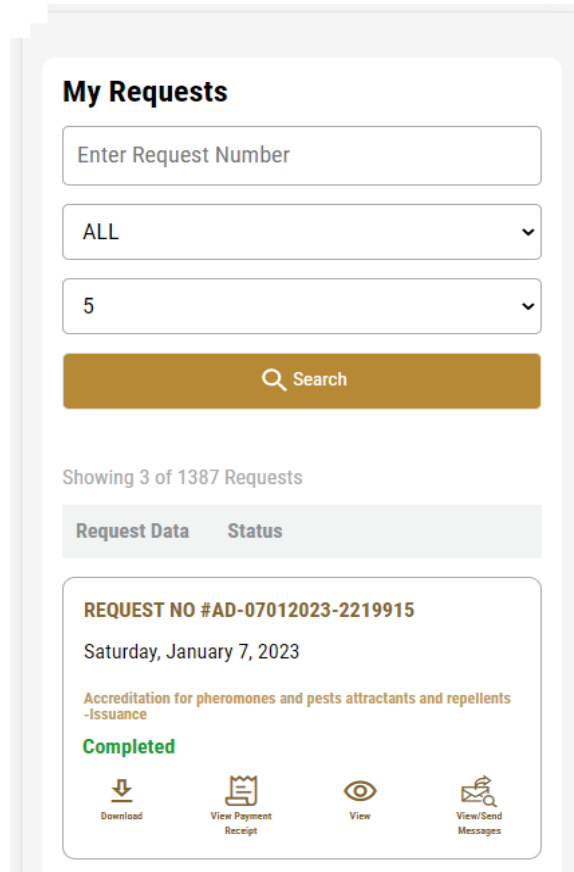 My Requests
Enter Request Number
ALL
5
Search
Showing 3 of 1387 Requests
Request Data Status
REQUEST NO #AD-07012023-2219915
Saturday, January 7, 2023
Accreditation for pheromones and pests attractants and repellents
-Issuance
Completed
Download
View Payment
Receipt
View
View/Send
Messages